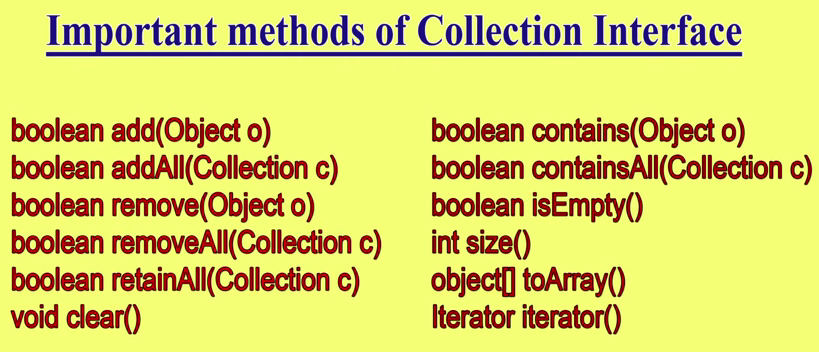 Important methods of Collection Interface
boolean add(Object o)
boolean addAll(Collection c)
boolean remove(Object o)
boolean removeAll(Collection c)
boolean retainAll(Collection c)
void clear()
boolean contains(Object o)
boolean containsAll(Collection c)
boolean isEmpty()
int size()
object[] toArray()
Iterator iterator()